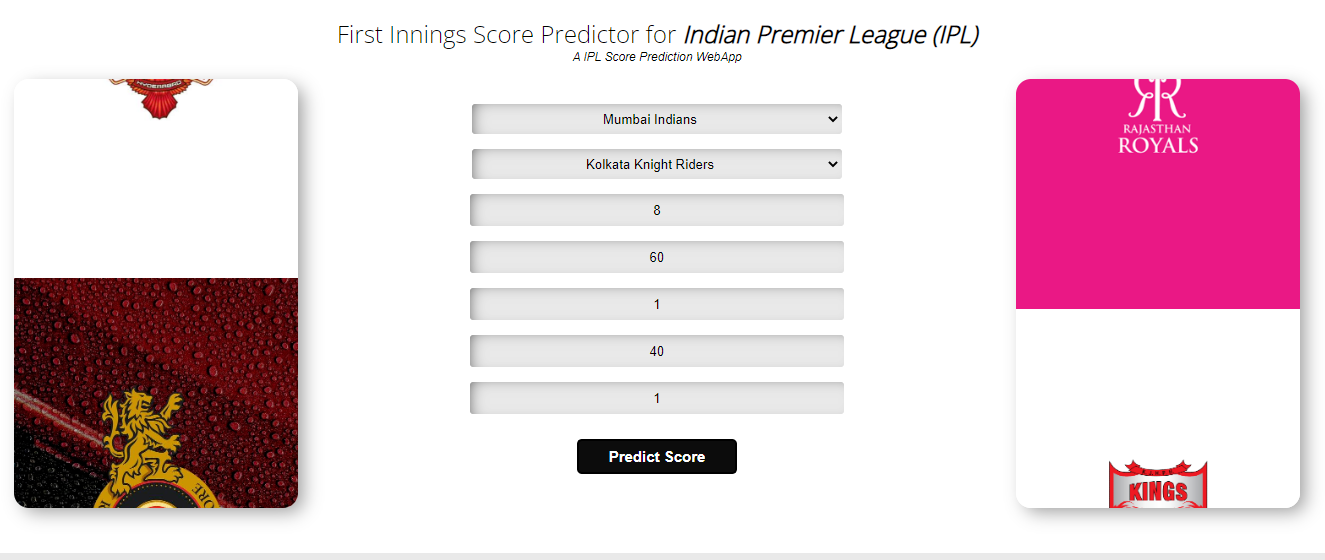 First Innings Score Predictor for Indian Premier League (IPL)
A IPL Score Prediction WebApp
HYDERABAD
Mumbai Indians
Kolkata Knight Riders
8
60
1
40
1
Predict Score
RAJASTHAN
ROYALS
KINGS